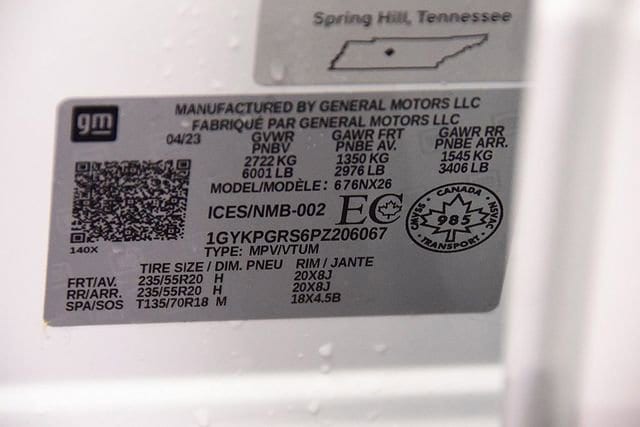 Spring Hill, Tennessee
gm
MANUFACTURED BY GENERAL MOTORS LLC
FABRIQUÉ PAR GENERAL MOTORS LLC
04/23 GVWR GAWR FRT GAWR RR
PNBV PNBE AV. PNBE ARR.
2722 KG 1350 KG 1545 KG
6001 LB 2976 LB 3406 LB
MODEL/MODÈLE: 676NX26
ICES/NMB-002 EC
CANADA
CMVSS 985 NSVAC
TRANSPORT
140X
1GYKPGRS6PZ206067
TYPE: MPV/VTUM
TIRE SIZE / DIM. PNEU RIM / JANTE
FRT/AV. 235/55R20 H 20X8J
RR/ARR. 235/55R20 H 20X8J
SPA/SOS T135/70R18 M 18X4.5B